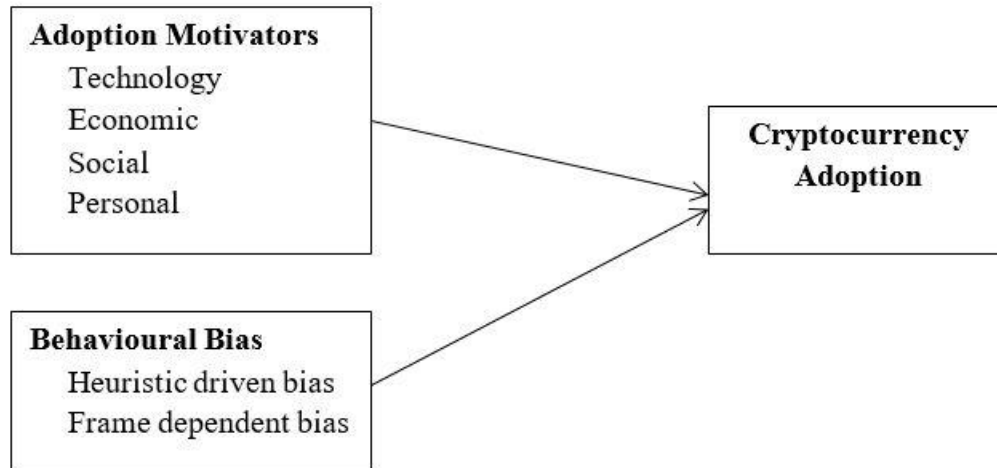 Adoption Motivators
Technology
Economic
Social
Personal
Cryptocurrency
Adoption
Behavioural Bias
Heuristic driven bias
Frame dependent bias